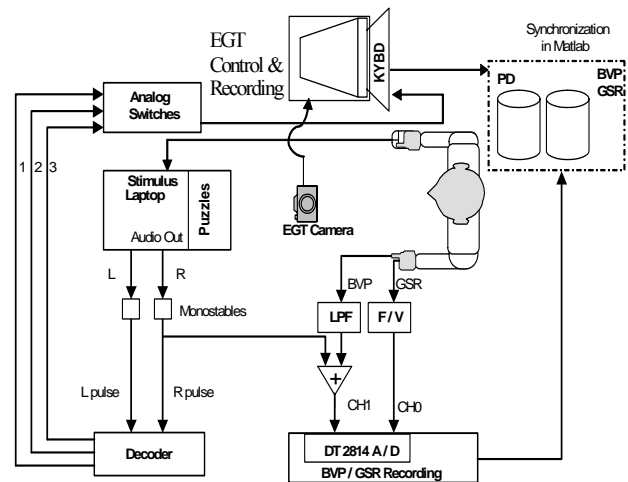 EGT
Control &
Recording
KYBD
Synchronization
in Matlab
PD
BVP
GSR
Analog
Switches
1
2
3
Stimulus
Laptop
Puzzles
Audio Out
EGT Camera
L
R
Monostables
BVP
GSR
LPF
F / V
+
L pulse
R pulse
CH1
CH0
Decoder
DT 2814 A / D
BVP / GSR Recording